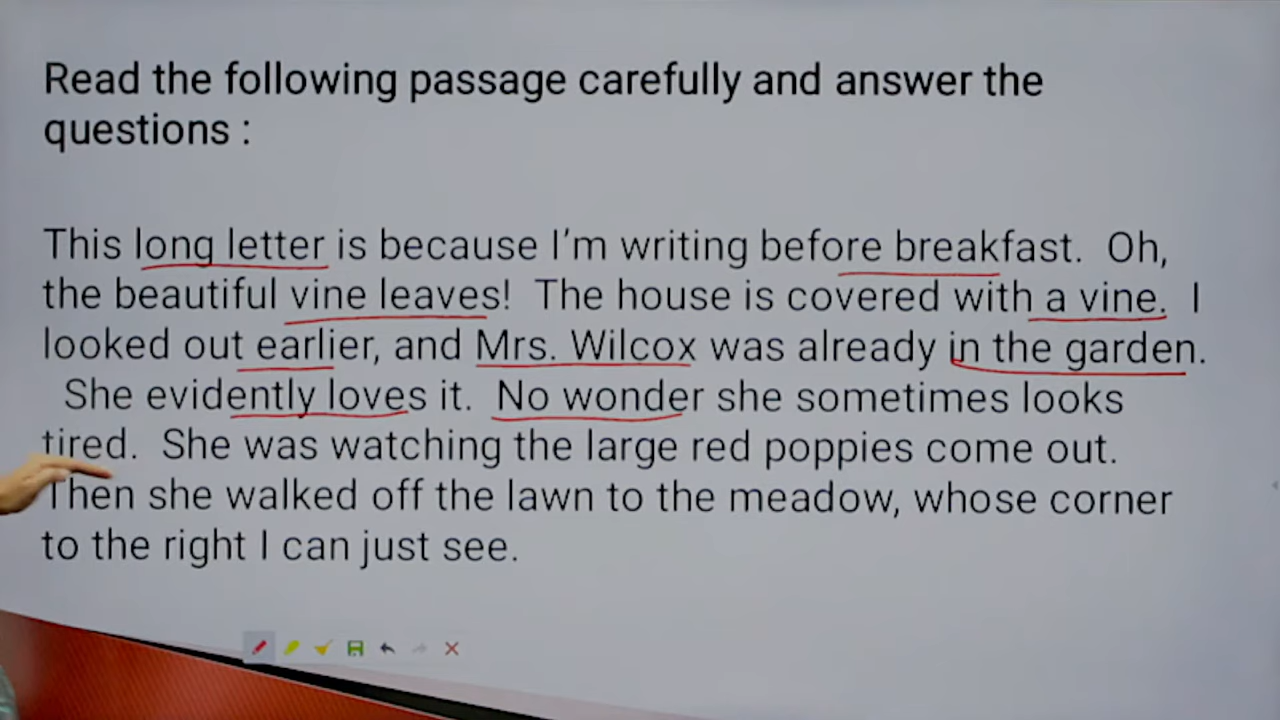 Read the following passage carefully and answer the
questions :
This long letter is because I'm writing before breakfast. Oh,
the beautiful vine leaves! The house is covered with a vine. I
looked out earlier, and Mrs. Wilcox was already in the garden.
She evidently loves it. No wonder she sometimes looks
tired. She was watching the large red poppies come out.
Then she walked off the lawn to the meadow, whose corner
to the right I can just see.